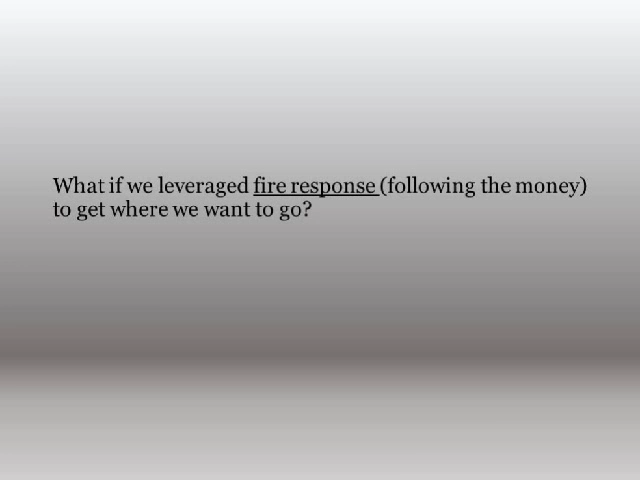 What if we leveraged fire response (following the money)
to get where we want to go?